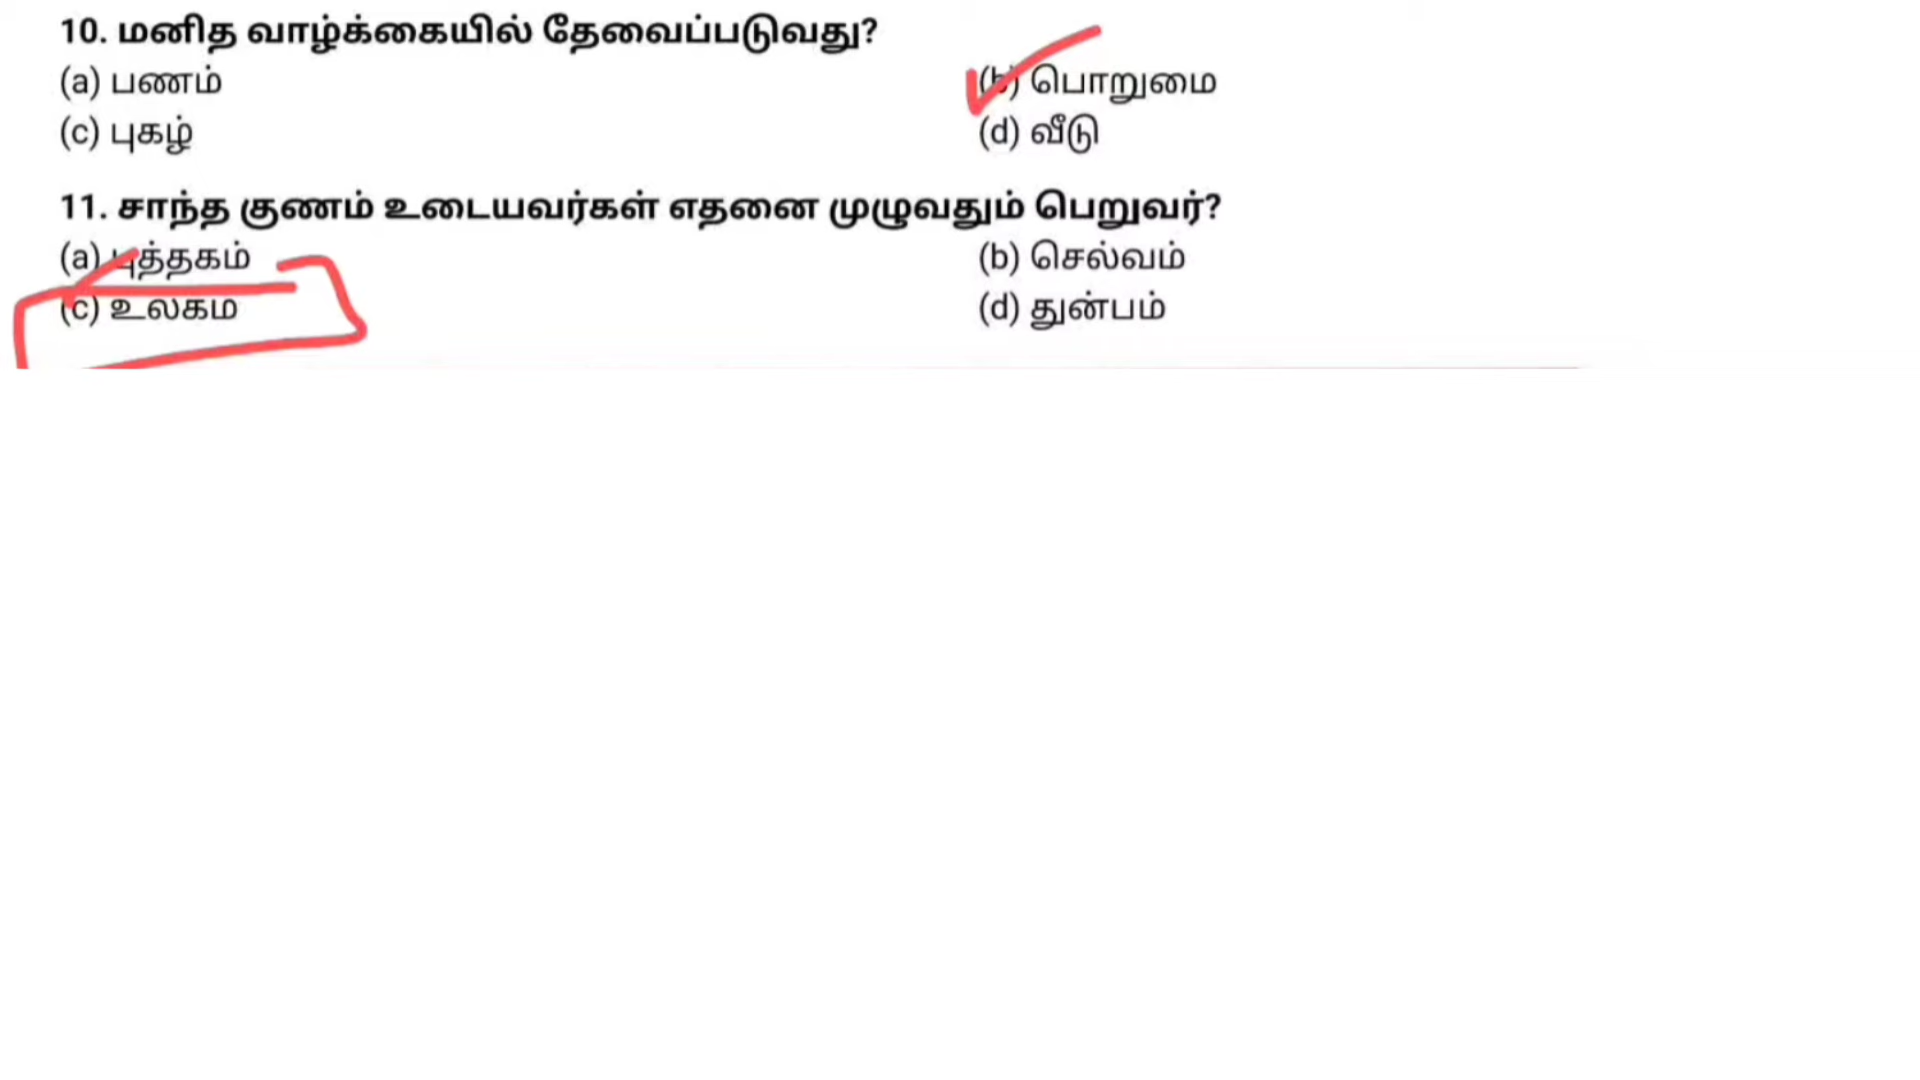 10. மனித வாழ்க்கையில் தேவைப்படுவது?
(a) பணம் (b) பொறுமை
(c) புகழ் (d) வீடு
11. சாந்த குணம் உடையவர்கள் எதனை முழுவதும் பெறுவர்?
(a) புத்தகம் (b) செல்வம்
(c) உலகம் (d) துன்பம்